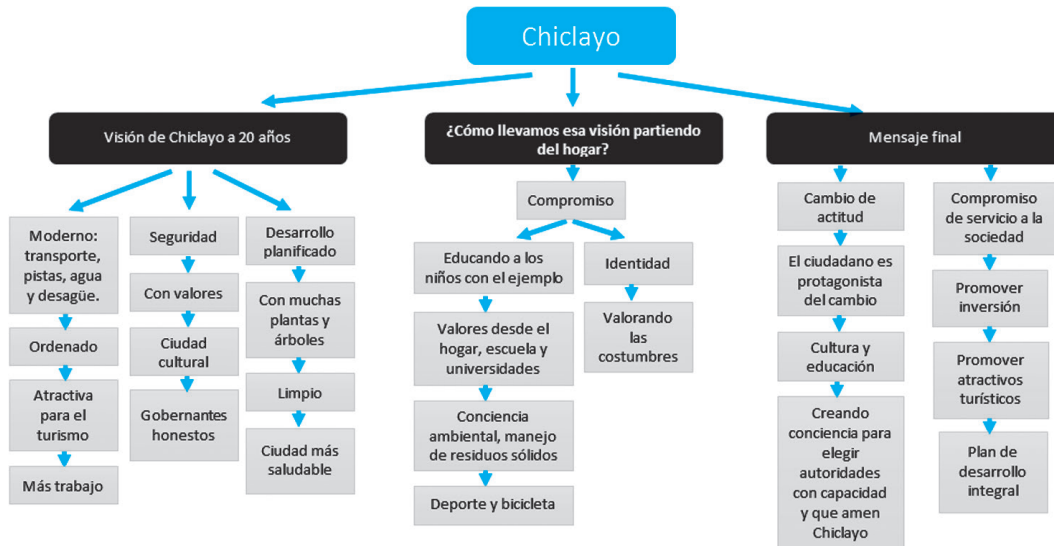 Chiclayo
Visión de Chiclayo a 20 años
¿Cómo llevamos esa visión partiendo
del hogar?
Mensaje final
Moderno:
transporte,
pistas, agua
y desagüe.
Ordenado
Atractiva
para el
turismo
Más trabajo
Seguridad
Con valores
Ciudad
cultural
Gobernantes
honestos
Desarrollo
planificado
Con muchas
plantas y
árboles
Limpio
Ciudad más
saludable
Compromiso
Educando a los
niños con el ejemplo
Valores desde el
hogar, escuela y
universidades
Conciencia
ambiental, manejo
de residuos sólidos
Deporte y bicicleta
Identidad
Valorando
las
costumbres
Cambio de
actitud
El ciudadano es
protagonista
del cambio
Cultura y
educación
Creando
conciencia para
elegir
autoridades
con capacidad
y que amen
Chiclayo
Compromiso
de servicio a la
sociedad
Promover
inversión
Promover
atractivos
turísticos
Plan de
desarrollo
integral